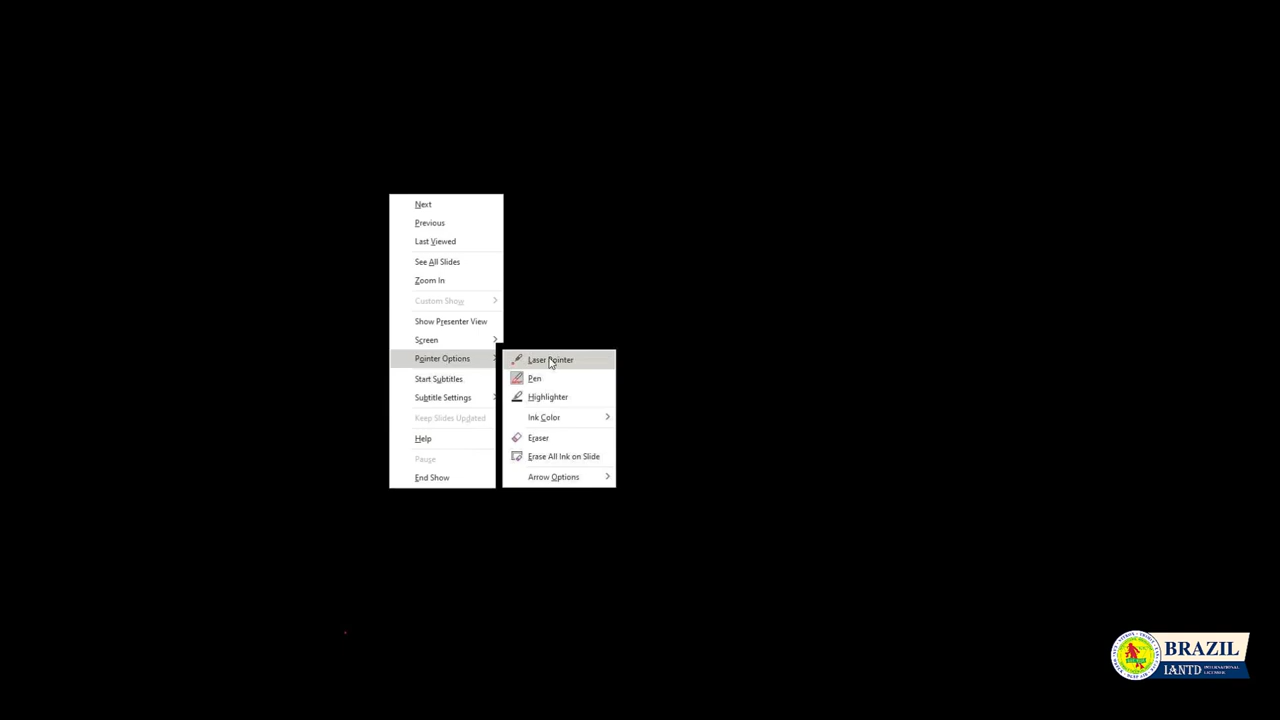 Next
Previous
Last Viewed
See All Slides
Zoom In
Custom Show
Show Presenter View
Screen
Pointer Options
Start Subtitles
Subtitle Settings
Keep Slides Updated
Help
Pause
End Show
Laser Pointer
Pen
Highlighter
Ink Color
Eraser
Erase All Ink on Slide
Arrow Options
BRAZIL
IANTD
INTERNATIONAL
LICENSEE